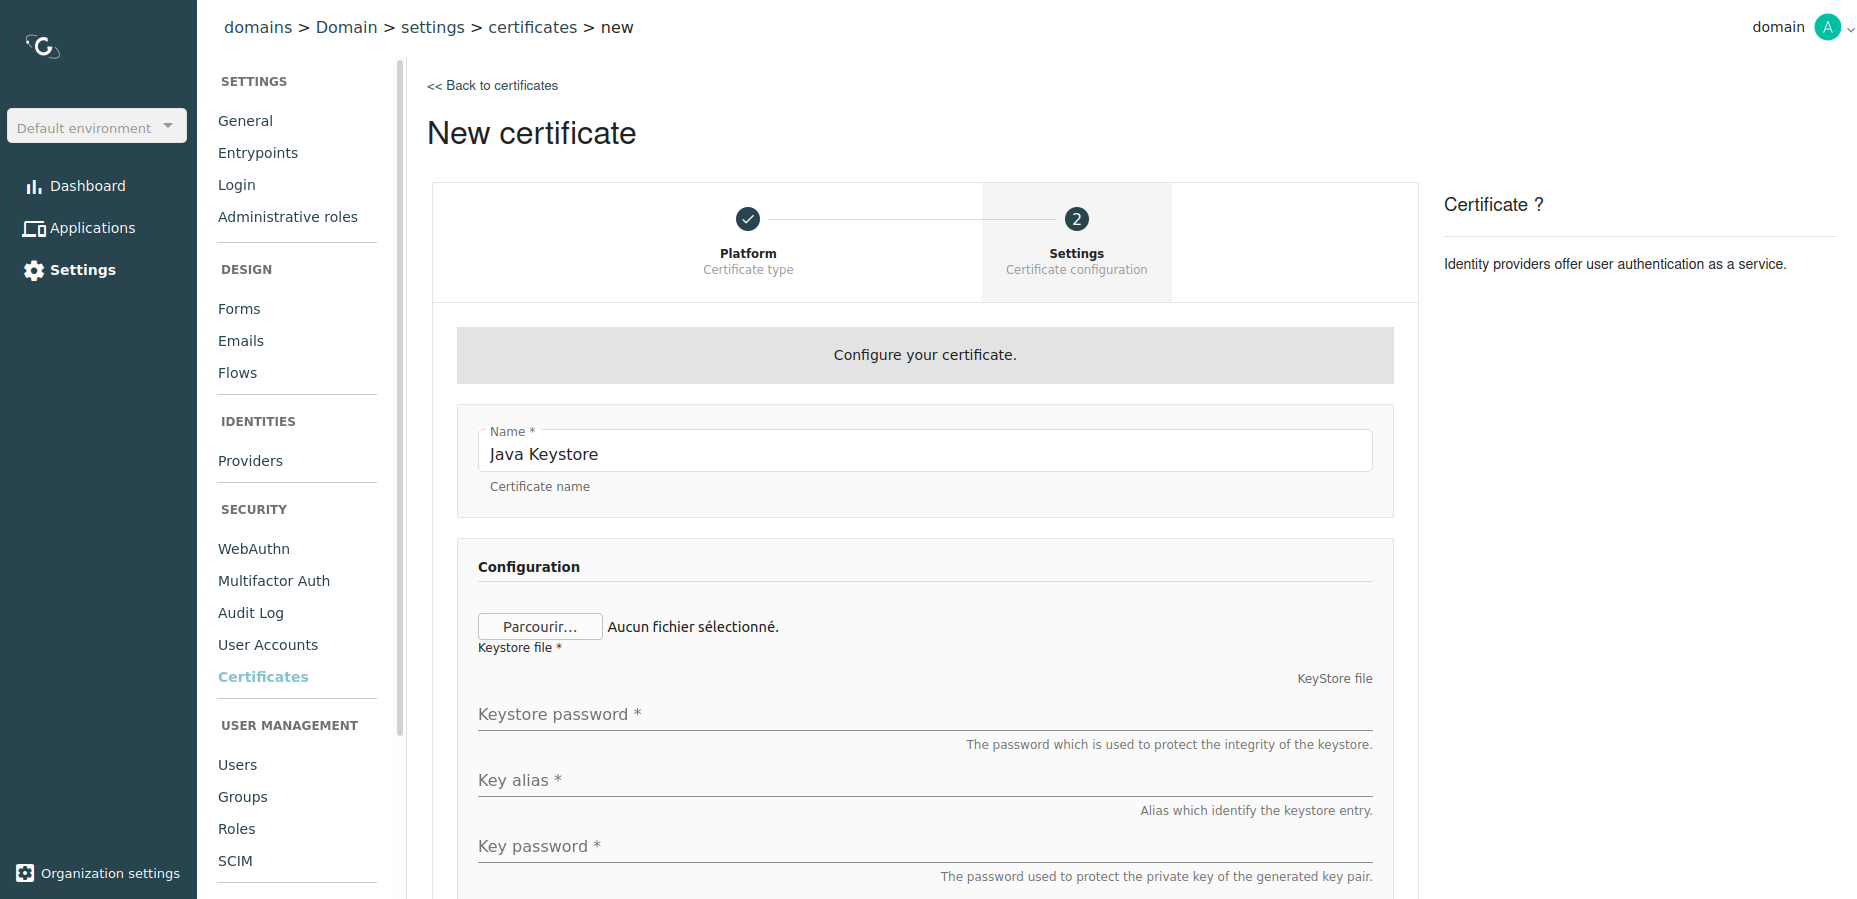 domains > Domain > settings > certificates > new
domain
A
Default environment
Dashboard
Applications
Settings
Organization settings
SETTINGS
General
Entrypoints
Login
Administrative roles
DESIGN
Forms
Emails
Flows
IDENTITIES
Providers
SECURITY
WebAuthn
Multifactor Auth
Audit Log
User Accounts
Certificates
USER MANAGEMENT
Users
Groups
Roles
SCIM
<< Back to certificates
New certificate
2
Platform
Certificate type
Settings
Certificate configuration
Configure your certificate.
Name *
Java Keystore
Certificate name
Configuration
Parcourir... Aucun fichier sélectionné.
Keystore file *
KeyStore file
Keystore password *
The password which is used to protect the integrity of the keystore.
Key alias *
Alias which identify the keystore entry.
Key password *
The password used to protect the private key of the generated key pair.
Certificate ?
Identity providers offer user authentication as a service.